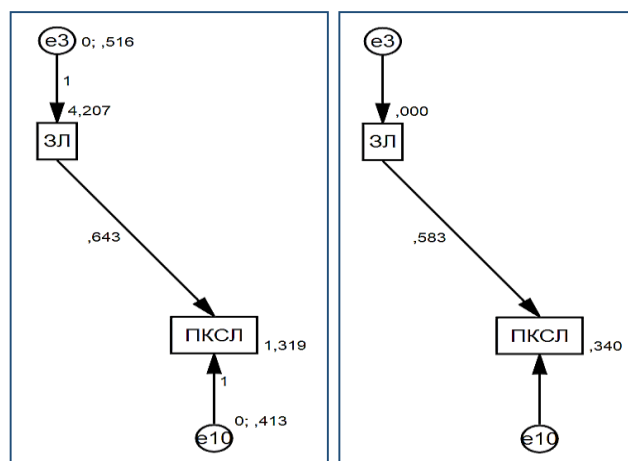 e3
0; ,516
1
4,207
ЗЛ
,643
ПКСЛ
1,319
1
0; ,413
e10
e3
,000
ЗЛ
,583
ПКСЛ
,340
e10